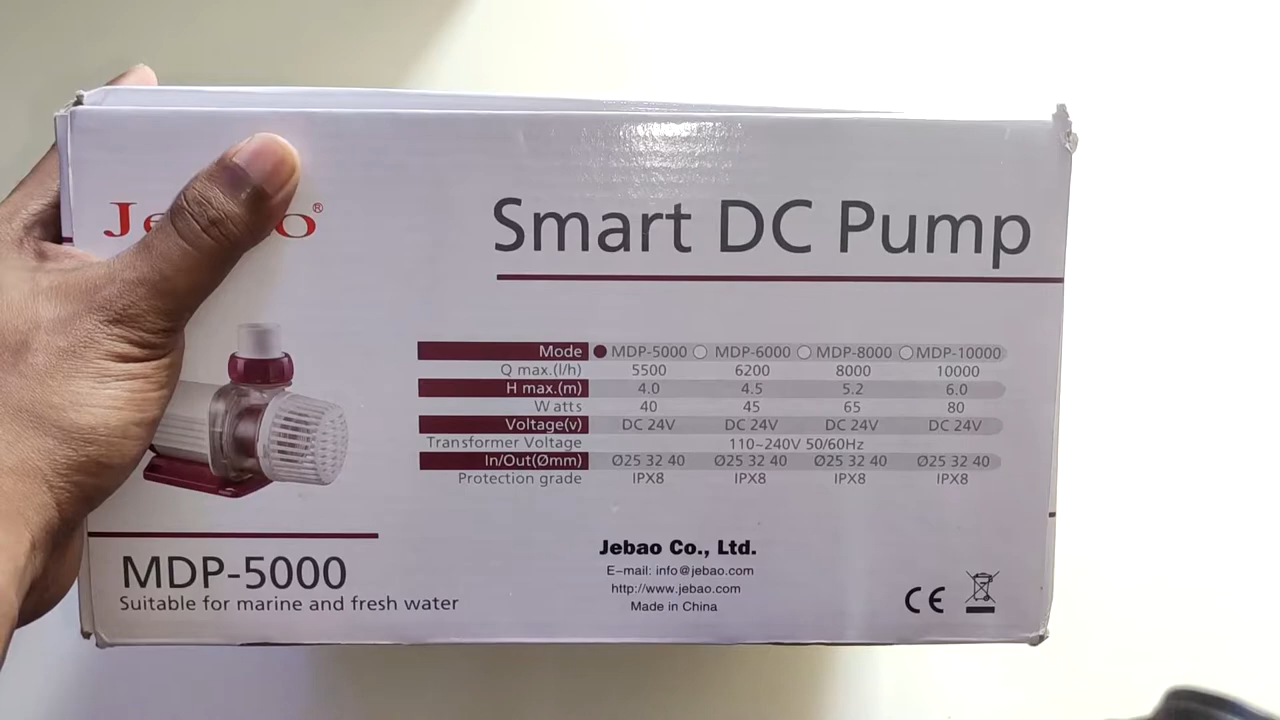 Smart DC Pump
Mode MDP-5000 MDP-6000 MDP-8000 MDP-10000
Q max.(l/h) 5500 6200 8000 10000
H max.(m) 4.0 4.5 5.2 6.0
Watts 40 45 65 80
Voltage(v) DC 24V DC 24V DC 24V DC 24V
Transformer Voltage 110~240V 50/60Hz
In/Out(Ømm) Ø25 32 40 Ø25 32 40 Ø25 32 40 Ø25 32 40
Protection grade IPX8 IPX8 IPX8 IPX8
MDP-5000
Suitable for marine and fresh water
Jebao Co., Ltd.
E-mail: info@jebao.com
http://www.jebao.com
Made in China
CE